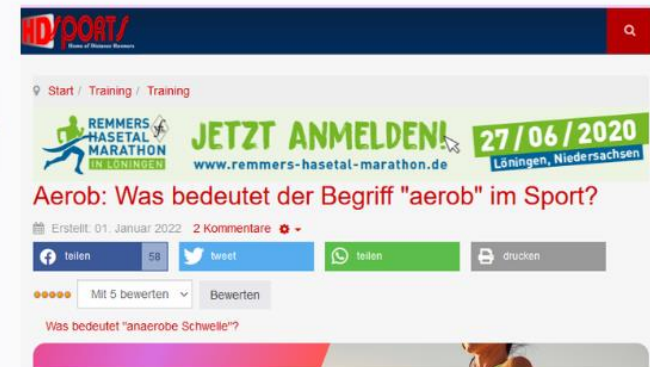 HDSPORTS
Home of Distance Runners
Start / Training / Training
REMMERS
HASETAL
MARATHON
IN LÖNINGEN
JETZT ANMELDEN!
www.remmers-hasetal-marathon.de
27/06/2020
Löningen, Niedersachsen
Aerob: Was bedeutet der Begriff "aerob" im Sport?
Erstellt: 01. Januar 2022 2 Kommentare
teilen 58 tweet teilen drucken
Mit 5 bewerten Bewerten
Was bedeutet "anaerobe Schwelle"?